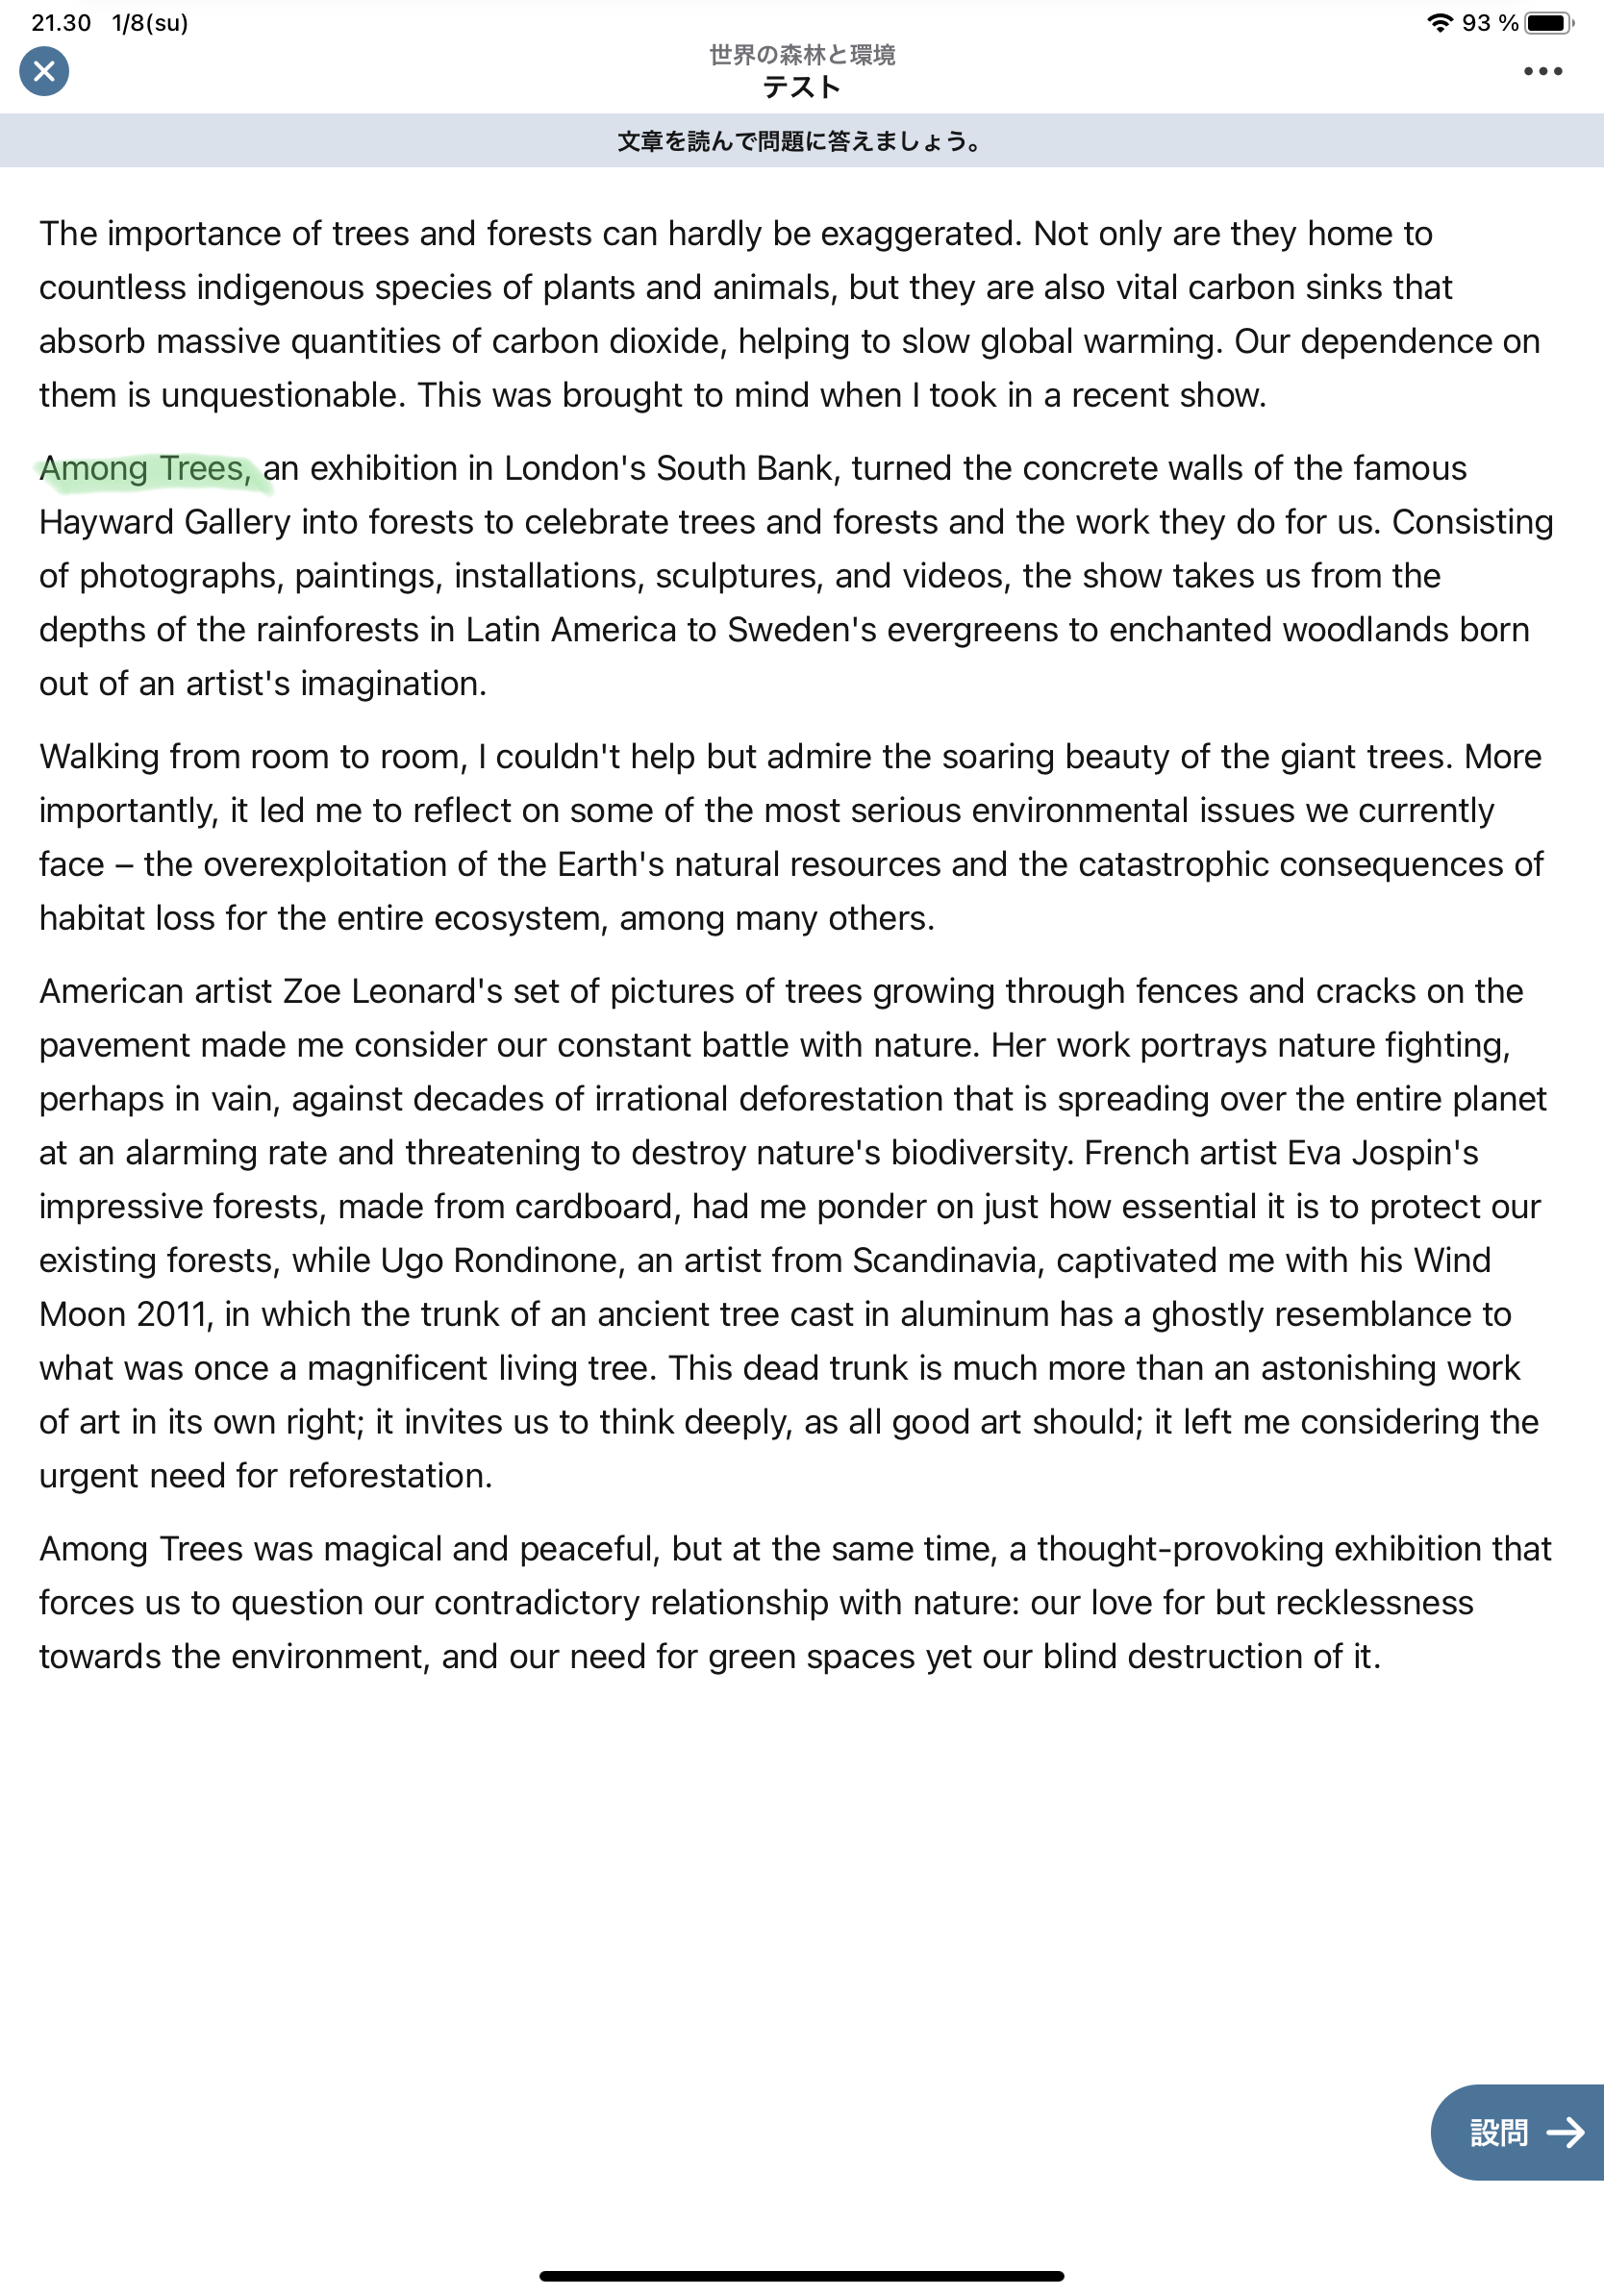 21.30 1/8(su)
93 %
世界の森林と環境
テスト
文章を読んで問題に答えましょう。
The importance of trees and forests can hardly be exaggerated. Not only are they home to
countless indigenous species of plants and animals, but they are also vital carbon sinks that
absorb massive quantities of carbon dioxide, helping to slow global warming. Our dependence on
them is unquestionable. This was brought to mind when I took in a recent show.
Among Trees, an exhibition in London's South Bank, turned the concrete walls of the famous
Hayward Gallery into forests to celebrate trees and forests and the work they do for us. Consisting
of photographs, paintings, installations, sculptures, and videos, the show takes us from the
depths of the rainforests in Latin America to Sweden's evergreens to enchanted woodlands born
out of an artist's imagination.
Walking from room to room, I couldn't help but admire the soaring beauty of the giant trees. More
importantly, it led me to reflect on some of the most serious environmental issues we currently
face – the overexploitation of the Earth's natural resources and the catastrophic consequences of
habitat loss for the entire ecosystem, among many others.
American artist Zoe Leonard's set of pictures of trees growing through fences and cracks on the
pavement made me consider our constant battle with nature. Her work portrays nature fighting,
perhaps in vain, against decades of irrational deforestation that is spreading over the entire planet
at an alarming rate and threatening to destroy nature's biodiversity. French artist Eva Jospin's
impressive forests, made from cardboard, had me ponder on just how essential it is to protect our
existing forests, while Ugo Rondinone, an artist from Scandinavia, captivated me with his Wind
Moon 2011, in which the trunk of an ancient tree cast in aluminum has a ghostly resemblance to
what was once a magnificent living tree. This dead trunk is much more than an astonishing work
of art in its own right; it invites us to think deeply, as all good art should; it left me considering the
urgent need for reforestation.
Among Trees was magical and peaceful, but at the same time, a thought-provoking exhibition that
forces us to question our contradictory relationship with nature: our love for but recklessness
towards the environment, and our need for green spaces yet our blind destruction of it.
設問